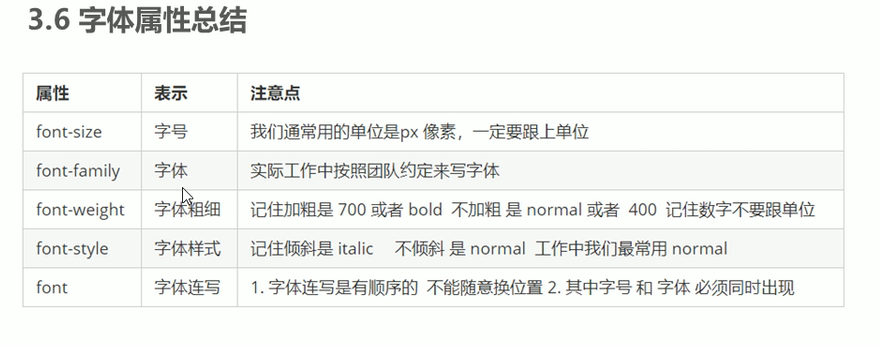 3.6 字体属性总结
属性 表示 注意点
font-size 字号 我们通常用的单位是px 像素，一定要跟上单位
font-family 字体 实际工作中按照团队约定来写字体
font-weight 字体粗细 记住加粗是 700 或者 bold 不加粗 是 normal 或者 400 记住数字不要跟单位
font-style 字体样式 记住倾斜是 italic 不倾斜 是 normal 工作中我们最常用 normal
font 字体连写 1. 字体连写是有顺序的 不能随意换位置 2. 其中字号 和 字体 必须同时出现